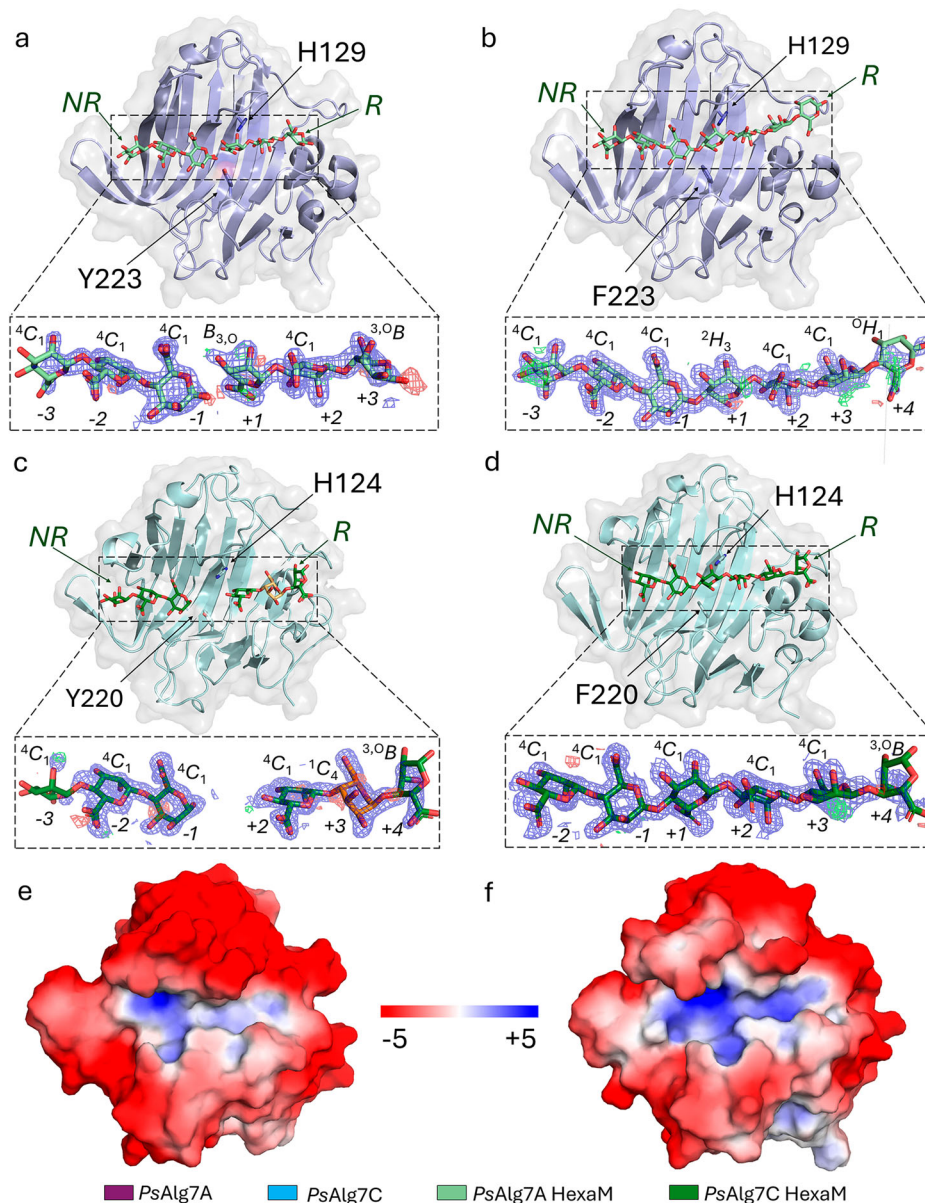 a
H129
NR
R
Y223
⁴C₁
⁴C₁
⁴C₁
B₃,O
⁴C₁
³,ᴼB
-3
-2
-1
+1
+2
+3
b
H129
NR
R
F223
⁴C₁
⁴C₁
⁴C₁
²H₃
⁴C₁
⁴C₁
ᴼH₁
-3
-2
-1
+1
+2
+3
+4
c
H124
NR
R
Y220
⁴C₁
⁴C₁
⁴C₁
⁴C₁
¹C₄
³,ᴼB
-3
-2
-1
+2
+3
+4
d
H124
NR
R
F220
⁴C₁
⁴C₁
⁴C₁
⁴C₁
⁴C₁
³,ᴼB
-2
-1
+1
+2
+3
+4
e
f
-5 +5
PsAlg7A PsAlg7C PsAlg7A HexaM PsAlg7C HexaM